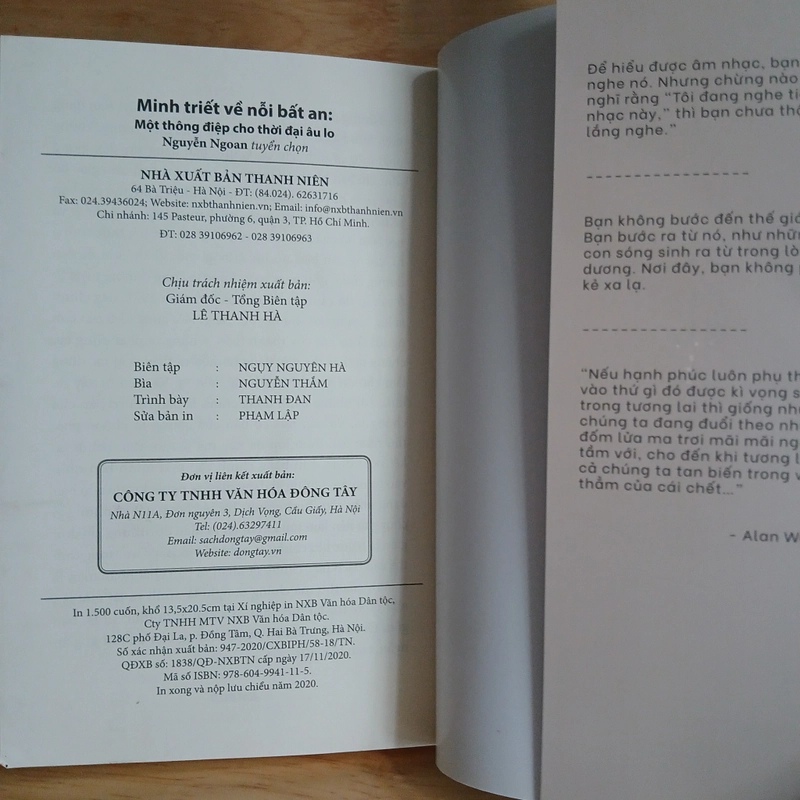 Minh triết về nỗi bất an:
Một thông điệp cho thời đại âu lo
Nguyễn Ngoan tuyển chọn
NHÀ XUẤT BẢN THANH NIÊN
64 Bà Triệu - Hà Nội - ĐT: (84.024). 62631716
Fax: 024.39436024; Website: nxbthanhnien.vn; Email: info@nxbthanhnien.vn
Chi nhánh: 145 Pasteur, phường 6, quận 3, TP. Hồ Chí Minh.
ĐT: 028 39106962 - 028 39106963
Chịu trách nhiệm xuất bản:
Giám đốc - Tổng Biên tập
LÊ THANH HÀ
Biên tập : NGỤY NGUYÊN HÀ
Bìa : NGUYỄN THẮM
Trình bày : THANH ĐAN
Sửa bản in : PHẠM LẬP
Đơn vị liên kết xuất bản:
CÔNG TY TNHH VĂN HÓA ĐÔNG TÂY
Nhà N11A, Đơn nguyên 3, Dịch Vọng, Cầu Giấy, Hà Nội
Tel: (024).63297411
Email: sachdongtay@gmail.com
Website: dongtay.vn
In 1.500 cuốn, khổ 13,5x20.5cm tại Xí nghiệp in NXB Văn hóa Dân tộc,
Cty TNHH MTV NXB Văn hóa Dân tộc.
128C phố Đại La, p. Đồng Tâm, Q. Hai Bà Trưng, Hà Nội.
Số xác nhận xuất bản: 947-2020/CXBIPH/58-18/TN.
QĐXB số: 1838/QĐ-NXBTN cấp ngày 17/11/2020.
Mã số ISBN: 978-604-9941-11-5.
In xong và nộp lưu chiểu năm 2020.
Để hiểu được âm nhạc, bạn
nghe nó. Nhưng chừng nào
nghĩ rằng "Tôi đang nghe
nhạc này," thì bạn chưa
lắng nghe."
Bạn không bước đến thế
Bạn bước ra từ nó, như
con sóng sinh ra từ trong
dương. Nơi đây, bạn không
kẻ xa lạ.
"Nếu hạnh phúc luôn phụ
vào thứ gì đó được kì vọng
trong tương lai thì giống
chúng ta đang đuổi theo
đốm lửa ma trơi mãi mãi
tầm với, cho đến khi tương
cả chúng ta tan biến trong
thẳm của cái chết..."
- Alan